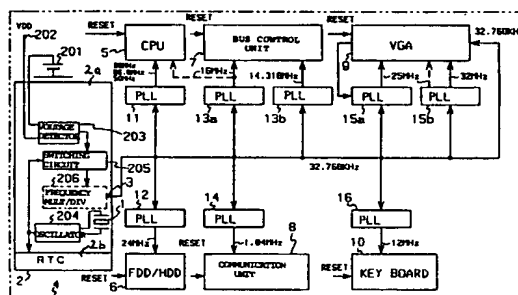 VDD
202
201
2a
VOLTAGE
DETECTOR
203
SWITCHING
CIRCUIT
205
206
FREQUENCY
MULT/DIV
3
204
OSCILLATOR
1
RTC
2b
2
4
RESET
CPU
5
RESET
BUS CONTROL
UNIT
7
RESET
VGA
9
32.768KHz
50MHz
16MHz
14.318MHz
25MHz
32MHz
PLL
11
PLL
13a
PLL
13b
PLL
15a
PLL
15b
32.768KHz
PLL
12
PLL
14
PLL
16
24MHz
1.84MHz
12MHz
RESET
FDD/HDD
6
RESET
COMMUNICATION
UNIT
8
RESET
KEY BOARD
10